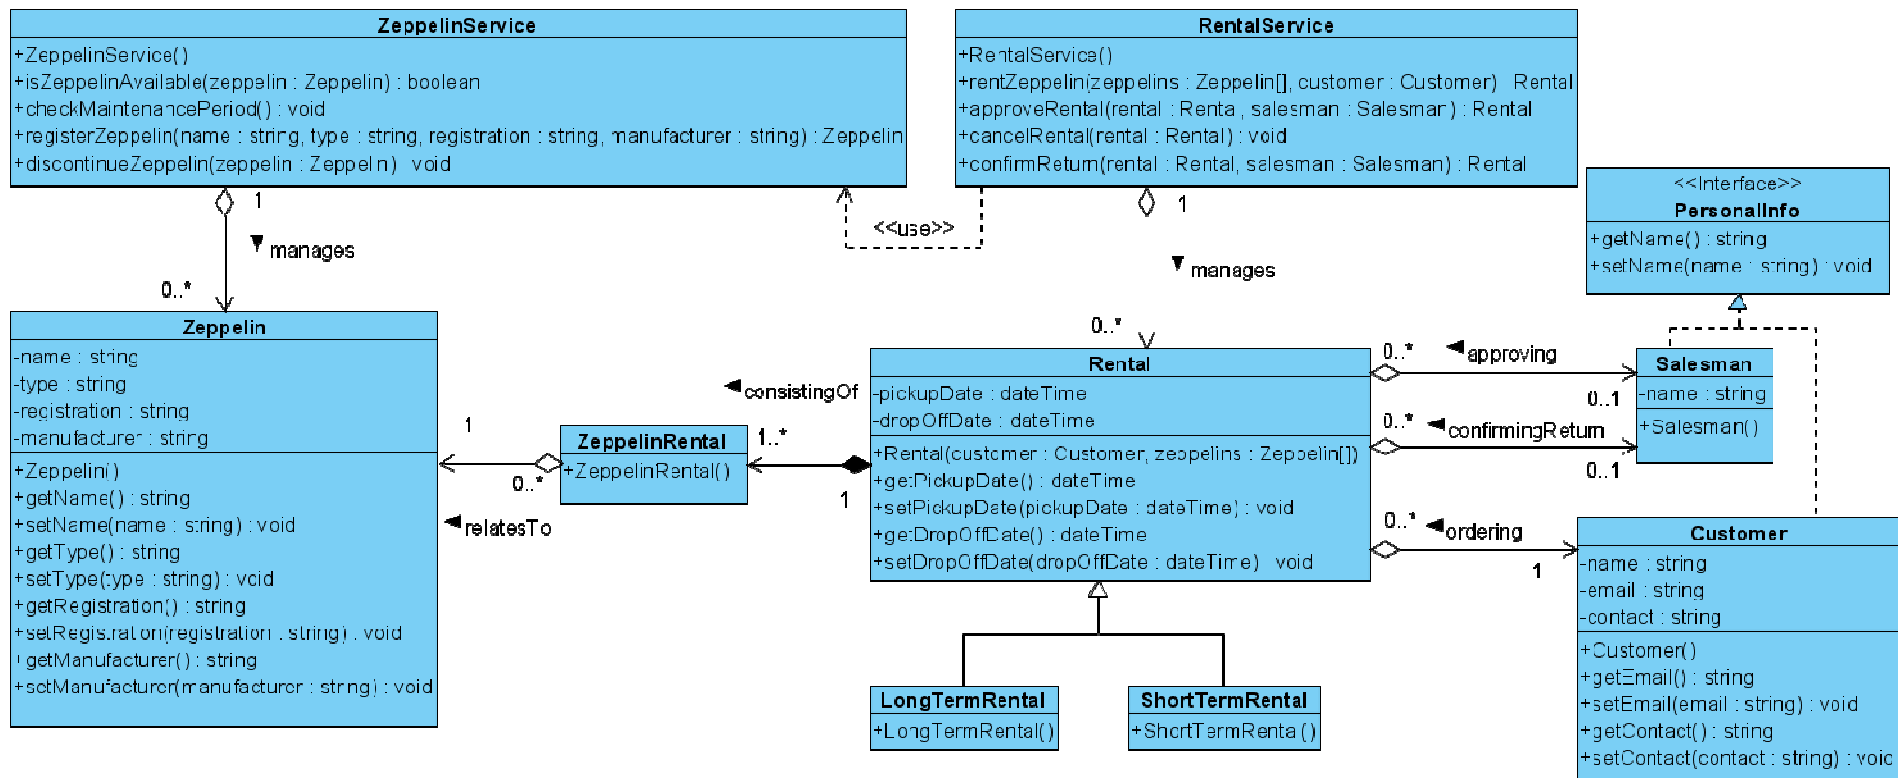 ZeppelinService
+ZeppelinService()
+isZeppelinAvailable(zeppelin : Zeppelin) : boolean
+checkMaintenancePeriod() : void
+registerZeppelin(name : string, type : string, registration : string, manufacturer : string) : Zeppelin
+discontinueZeppelin(zeppelin : Zeppelin) void
RentalService
+RentalService()
+rentZeppelin(zeppelins : Zeppelin[], customer : Customer) Rental
+approveRental(rental : Renta , salesman : Salesman) : Rental
+cancelRental(rental : Rental) : void
+confirmReturn(rental : Rental, salesman : Salesman) : Rental
<<Interface>>
PersonalInfo
+getName() : string
+setName(name : string) : void
1
manages
0..*
<<use>>
1
manages
0..*
Zeppelin
-name : string
-type : string
-registration : string
-manufacturer : string
+Zeppelin()
+getName() : string
+setName(name : string) : void
+getType() : string
+setType(type : string) : void
+getRegistration() : string
+setRegistration(registration : string) : void
+getManufacturer() : string
+setManufacturer(manufacturer : string) : void
1
0..*
relatesTo
ZeppelinRental
+ZeppelinRental()
consistingOf
1..*
1
Rental
-pickupDate : dateTime
-dropOffDate : dateTime
+Rental(customer : Customer, zeppelins : Zeppelin[])
+getPickupDate() : dateTime
+setPickupDate(pickupDate : dateTime) : void
+getDropOffDate() : dateTime
+setDropOffDate(dropOffDate : dateTime) void
0..*
approving
0..1
0..*
confirmingReturn
0..1
0..*
ordering
1
Salesman
-name : string
+Salesman()
Customer
-name : string
-email : string
-contact : string
+Customer()
+getEmail() : string
+setEmail(email : string) : void
+getContact() : string
+setContact(contact : string) : void
LongTermRental
+LongTermRental()
ShortTermRental
+ShortTermRenta ()